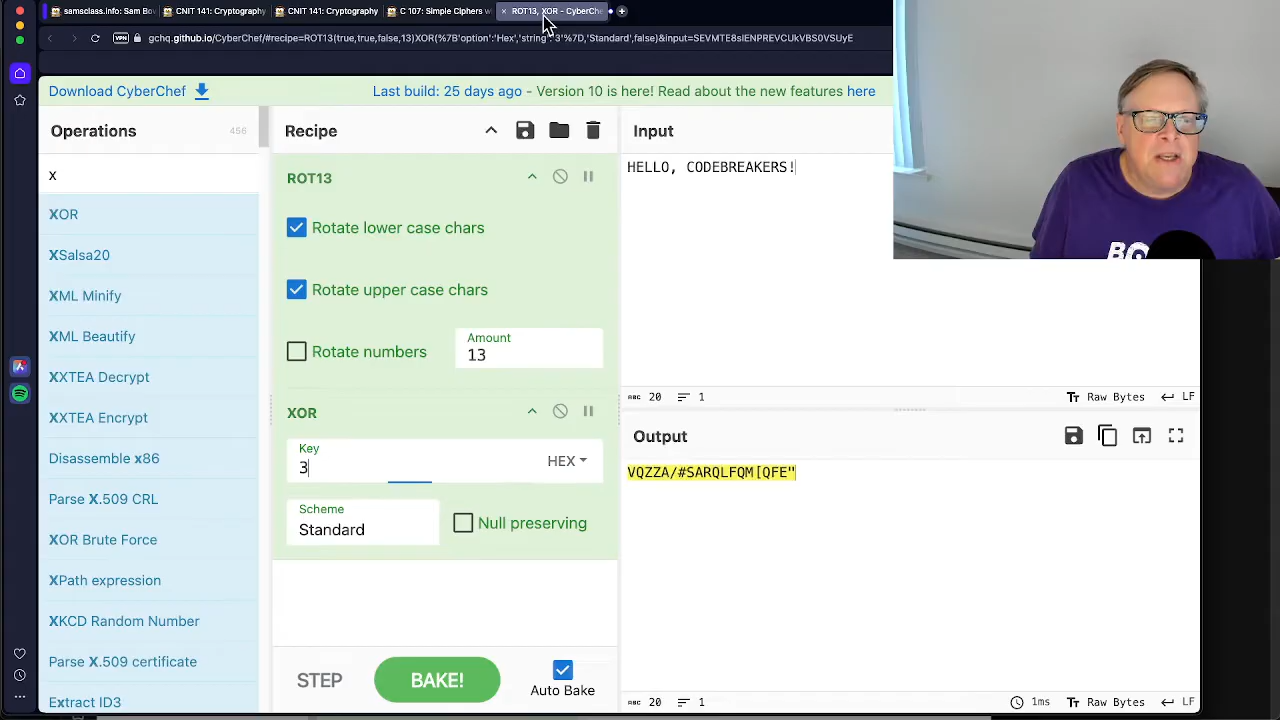 samsclass.info: Sam Bow
CNIT 141: Cryptography
CNIT 141: Cryptography
C 107: Simple Ciphers w
ROT13, XOR - CyberChe
VPN
gchq.github.io/CyberChef/#recipe=ROT13(true,true,false,13)XOR(%7B'option':'Hex','string':'3'%7D,'Standard',false)&input=SEVMTE8sIENPREVCUkVBS0VSUyE
Download CyberChef
Last build: 25 days ago - Version 10 is here! Read about the new features here
Operations
456
Recipe
Input
x
ROT13
HELLO, CODEBREAKERS!
XOR
Rotate lower case chars
XSalsa20
XML Minify
Rotate upper case chars
XML Beautify
Rotate numbers
Amount
13
XXTEA Decrypt
XXTEA Encrypt
ABC 20
1
Raw Bytes
LF
XOR
Output
Key
3
HEX
Disassemble x86
VQZZA/#SARQLFQM[QFE"
Parse X.509 CRL
Scheme
Standard
Null preserving
XOR Brute Force
XPath expression
XKCD Random Number
Parse X.509 certificate
STEP
BAKE!
Auto Bake
Extract ID3
ABC 20
1
1ms
Raw Bytes
LF